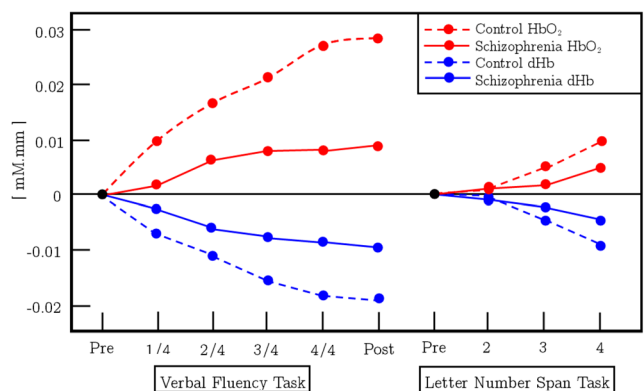 0.03
0.02
0.01
0
-0.01
-0.02
[ mM.mm ]
Control HbO₂
Schizophrenia HbO₂
Control dHb
Schizophrenia dHb
Pre 1/4 2/4 3/4 4/4 Post Pre 2 3 4
Verbal Fluency Task Letter Number Span Task